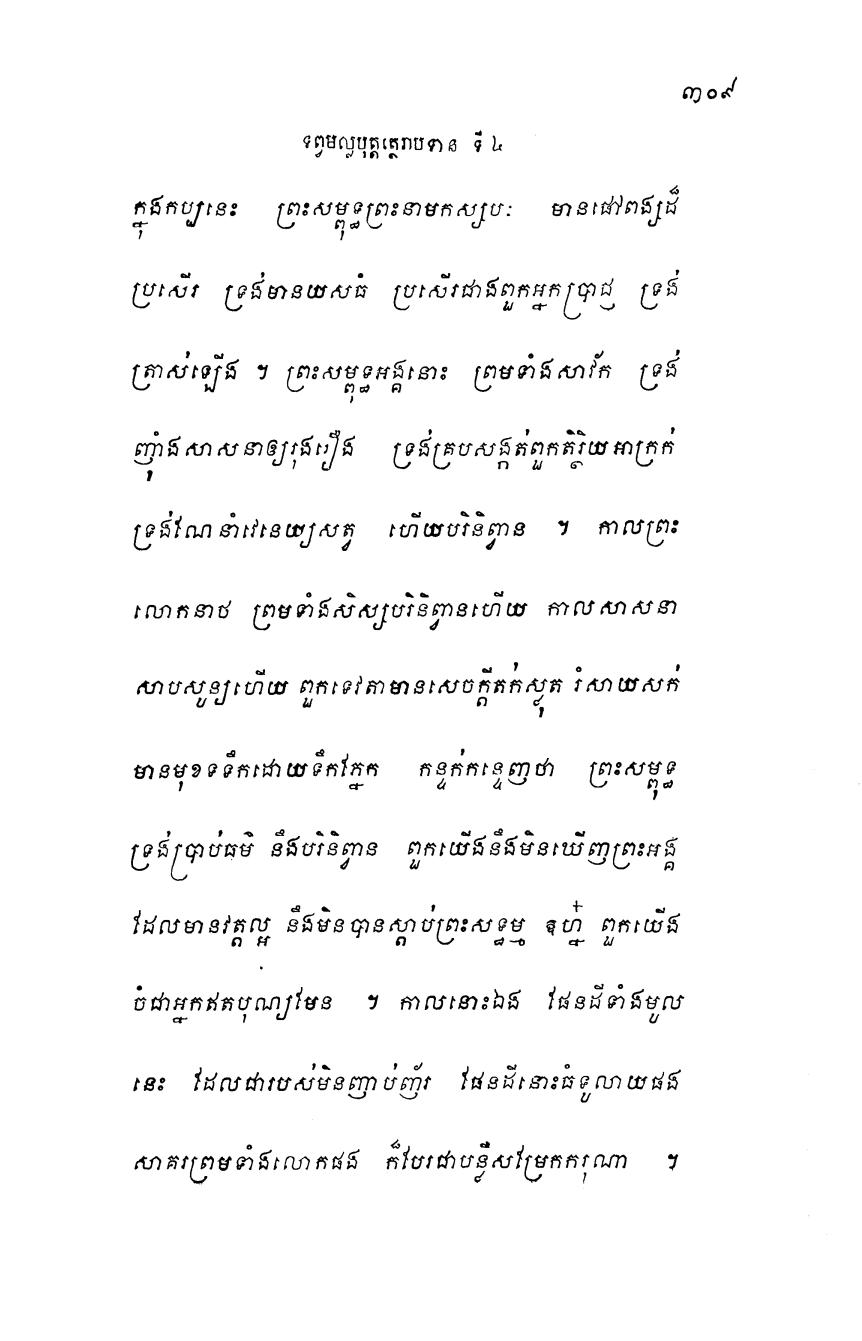 ៣០៩
ទព្វមល្លបុត្តត្ថេរាបទាន ទី ៤
ក្នុងកប្បនេះ ព្រះសម្ពុទ្ធព្រះនាមកស្សបៈ មានផៅពង្សដ៏
ប្រសើរ ទ្រង់មានយសធំ ប្រសើរជាងពួកអ្នកប្រាជ្ញ ទ្រង់
ត្រាស់ឡើង ។ ព្រះសម្ពុទ្ធអង្គនោះ ព្រមទាំងសាវ័ក ទ្រង់
ញ៉ាំងសាសនាឲ្យរុងរឿង ទ្រង់គ្របសង្កត់ពួកតិរ្ថិយអាក្រក់
ទ្រង់ណែនាំវេនេយ្យសត្វ ហើយបរិនិព្វាន ។ កាលព្រះ
លោកនាថ ព្រមទាំងសិស្សបរិនិព្វានហើយ កាលសាសនា
សាបសូន្យហើយ ពួកទេវតាមានសេចក្តីតក់ស្លុត រំសាយសក់
មានមុខទទឹកដោយទឹកភ្នែក កន្ទក់កន្ទេញថា ព្រះសម្ពុទ្ធ
ទ្រង់ប្រាប់ធម៌ នឹងបរិនិព្វាន ពួកយើងនឹងមិនឃើញព្រះអង្គ
ដែលមានវត្តល្អ នឹងមិនបានស្តាប់ព្រះសទ្ធម្ម ឧហ្ន៎ ពួកយើង
ចំជាអ្នកឥតបុណ្យមែន ។ កាលនោះឯង ផែនដីទាំងមូល
នេះ ដែលជារបស់មិនញាប់ញ័រ ផែនដីនោះធំទូលាយផង
សាគរព្រមទាំងលោកផង ក៏បែរជាបន្លឺសម្រែកករុណា ។